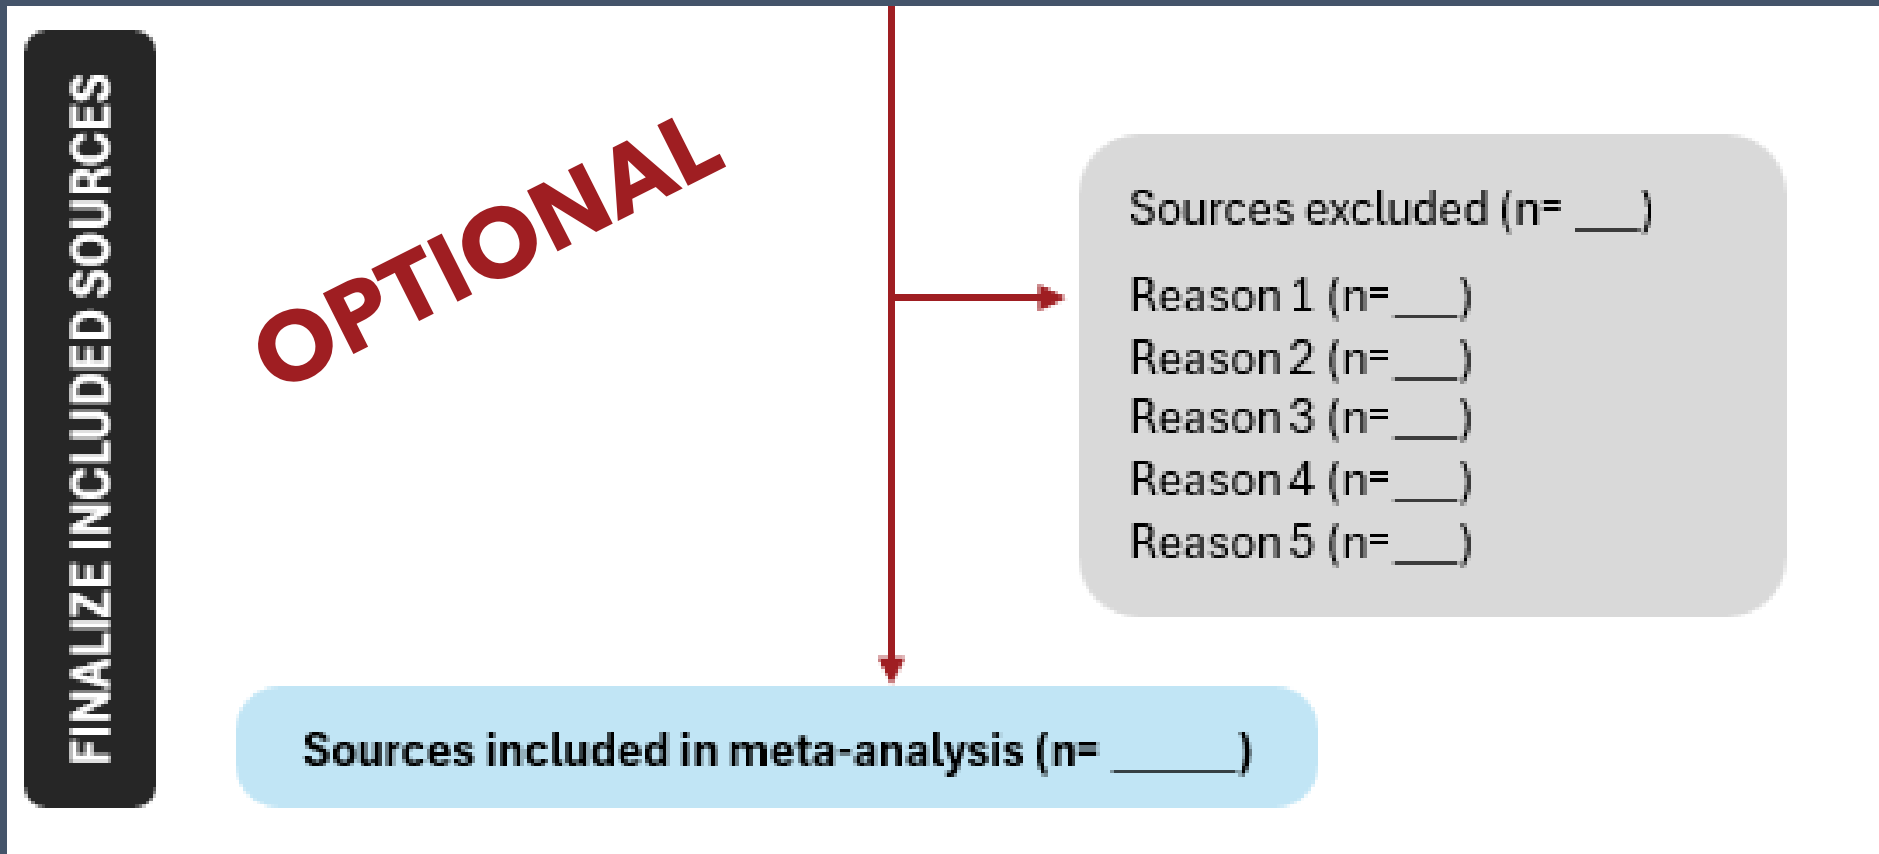 FINALIZE INCLUDED SOURCES
OPTIONAL
Sources excluded (n= ___)
Reason 1 (n=___)
Reason 2 (n=___)
Reason 3 (n=___)
Reason 4 (n=___)
Reason 5 (n=___)
Sources included in meta-analysis (n= ______)